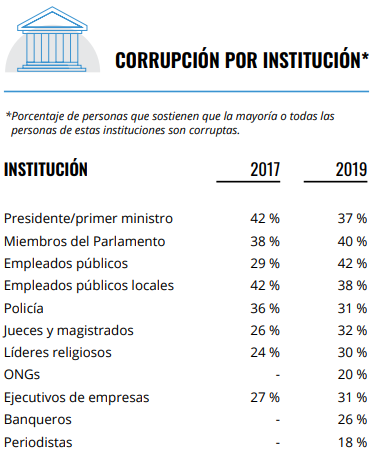 CORRUPCIÓN POR INSTITUCIÓN*
*Porcentaje de personas que sostienen que la mayoría o todas las
personas de estas instituciones son corruptas.
INSTITUCIÓN 2017 2019
Presidente/primer ministro 42 % 37 %
Miembros del Parlamento 38 % 40 %
Empleados públicos 29 % 42 %
Empleados públicos locales 42 % 38 %
Policía 36 % 31 %
Jueces y magistrados 26 % 32 %
Líderes religiosos 24 % 30 %
ONGs - 20 %
Ejecutivos de empresas 27 % 31 %
Banqueros - 26 %
Periodistas - 18 %